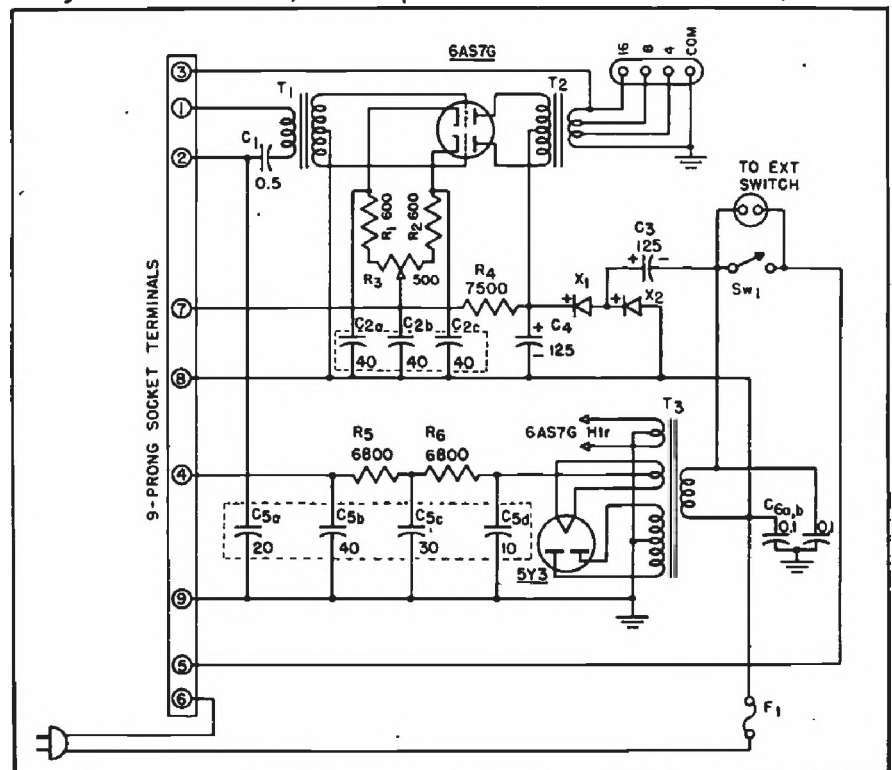 6AS7G
16
8
4
COM
3
T1
T2
1
C1
2
0.5
TO EXT
SWITCH
600
R1
R2
600
C3
125
+
-
R3
500
R4
7500
X1
X2
Sw1
+
+
7
C2a
C2b
C2c
+
C4
-
125
40
40
40
8
9-PRONG SOCKET TERMINALS
T3
6AS7G Htr
R5
6800
R6
6800
4
C6a,b
0.1
0.1
C5a
C5b
C5c
C5d
20
40
30
10
5Y3
9
5
6
F1